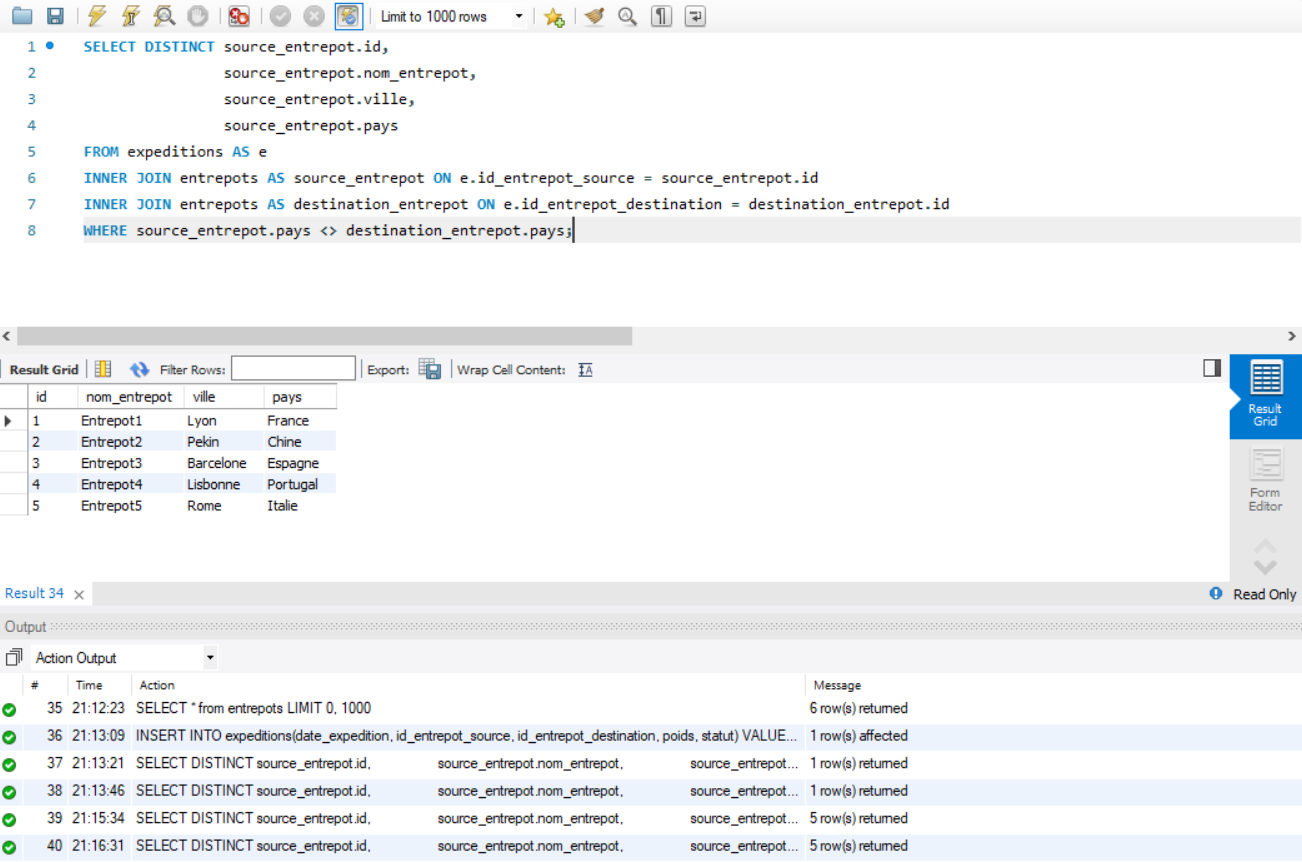 Limit to 1000 rows
1 SELECT DISTINCT source_entrepot.id,
2 source_entrepot.nom_entrepot,
3 source_entrepot.ville,
4 source_entrepot.pays
5 FROM expeditions AS e
6 INNER JOIN entrepots AS source_entrepot ON e.id_entrepot_source = source_entrepot.id
7 INNER JOIN entrepots AS destination_entrepot ON e.id_entrepot_destination = destination_entrepot.id
8 WHERE source_entrepot.pays <> destination_entrepot.pays;
Result Grid Filter Rows: Export: Wrap Cell Content:
id nom_entrepot ville pays
1 Entrepot1 Lyon France
2 Entrepot2 Pekin Chine
3 Entrepot3 Barcelone Espagne
4 Entrepot4 Lisbonne Portugal
5 Entrepot5 Rome Italie
Result
Grid
Form
Editor
Result 34 Read Only
Output
Action Output
# Time Action Message
35 21:12:23 SELECT * from entrepots LIMIT 0, 1000 6 row(s) returned
36 21:13:09 INSERT INTO expeditions(date_expedition, id_entrepot_source, id_entrepot_destination, poids, statut) VALUE... 1 row(s) affected
37 21:13:21 SELECT DISTINCT source_entrepot.id, source_entrepot.nom_entrepot, source_entrepot... 1 row(s) returned
38 21:13:46 SELECT DISTINCT source_entrepot.id, source_entrepot.nom_entrepot, source_entrepot... 1 row(s) returned
39 21:15:34 SELECT DISTINCT source_entrepot.id, source_entrepot.nom_entrepot, source_entrepot... 5 row(s) returned
40 21:16:31 SELECT DISTINCT source_entrepot.id, source_entrepot.nom_entrepot, source_entrepot... 5 row(s) returned